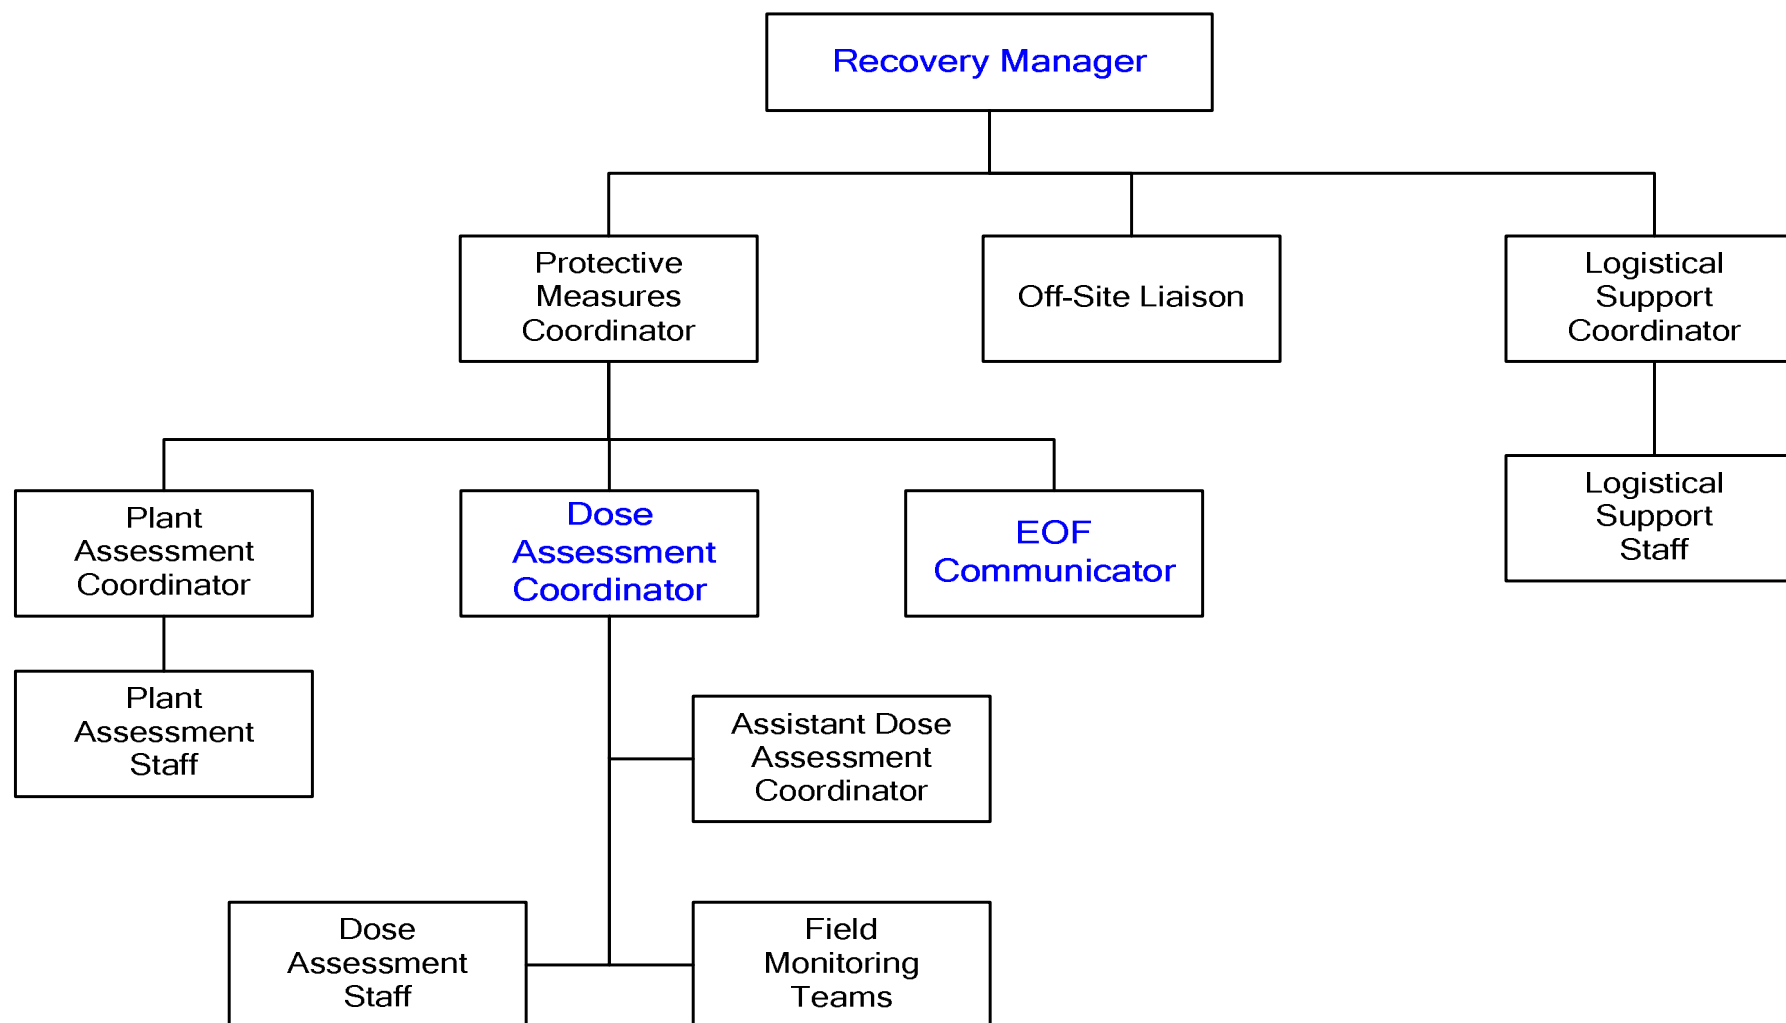 Recovery Manager
Protective
Measures
Coordinator
Off-Site Liaison
Logistical
Support
Coordinator
Plant
Assessment
Coordinator
Dose
Assessment
Coordinator
EOF
Communicator
Logistical
Support
Staff
Plant
Assessment
Staff
Assistant Dose
Assessment
Coordinator
Dose
Assessment
Staff
Field
Monitoring
Teams